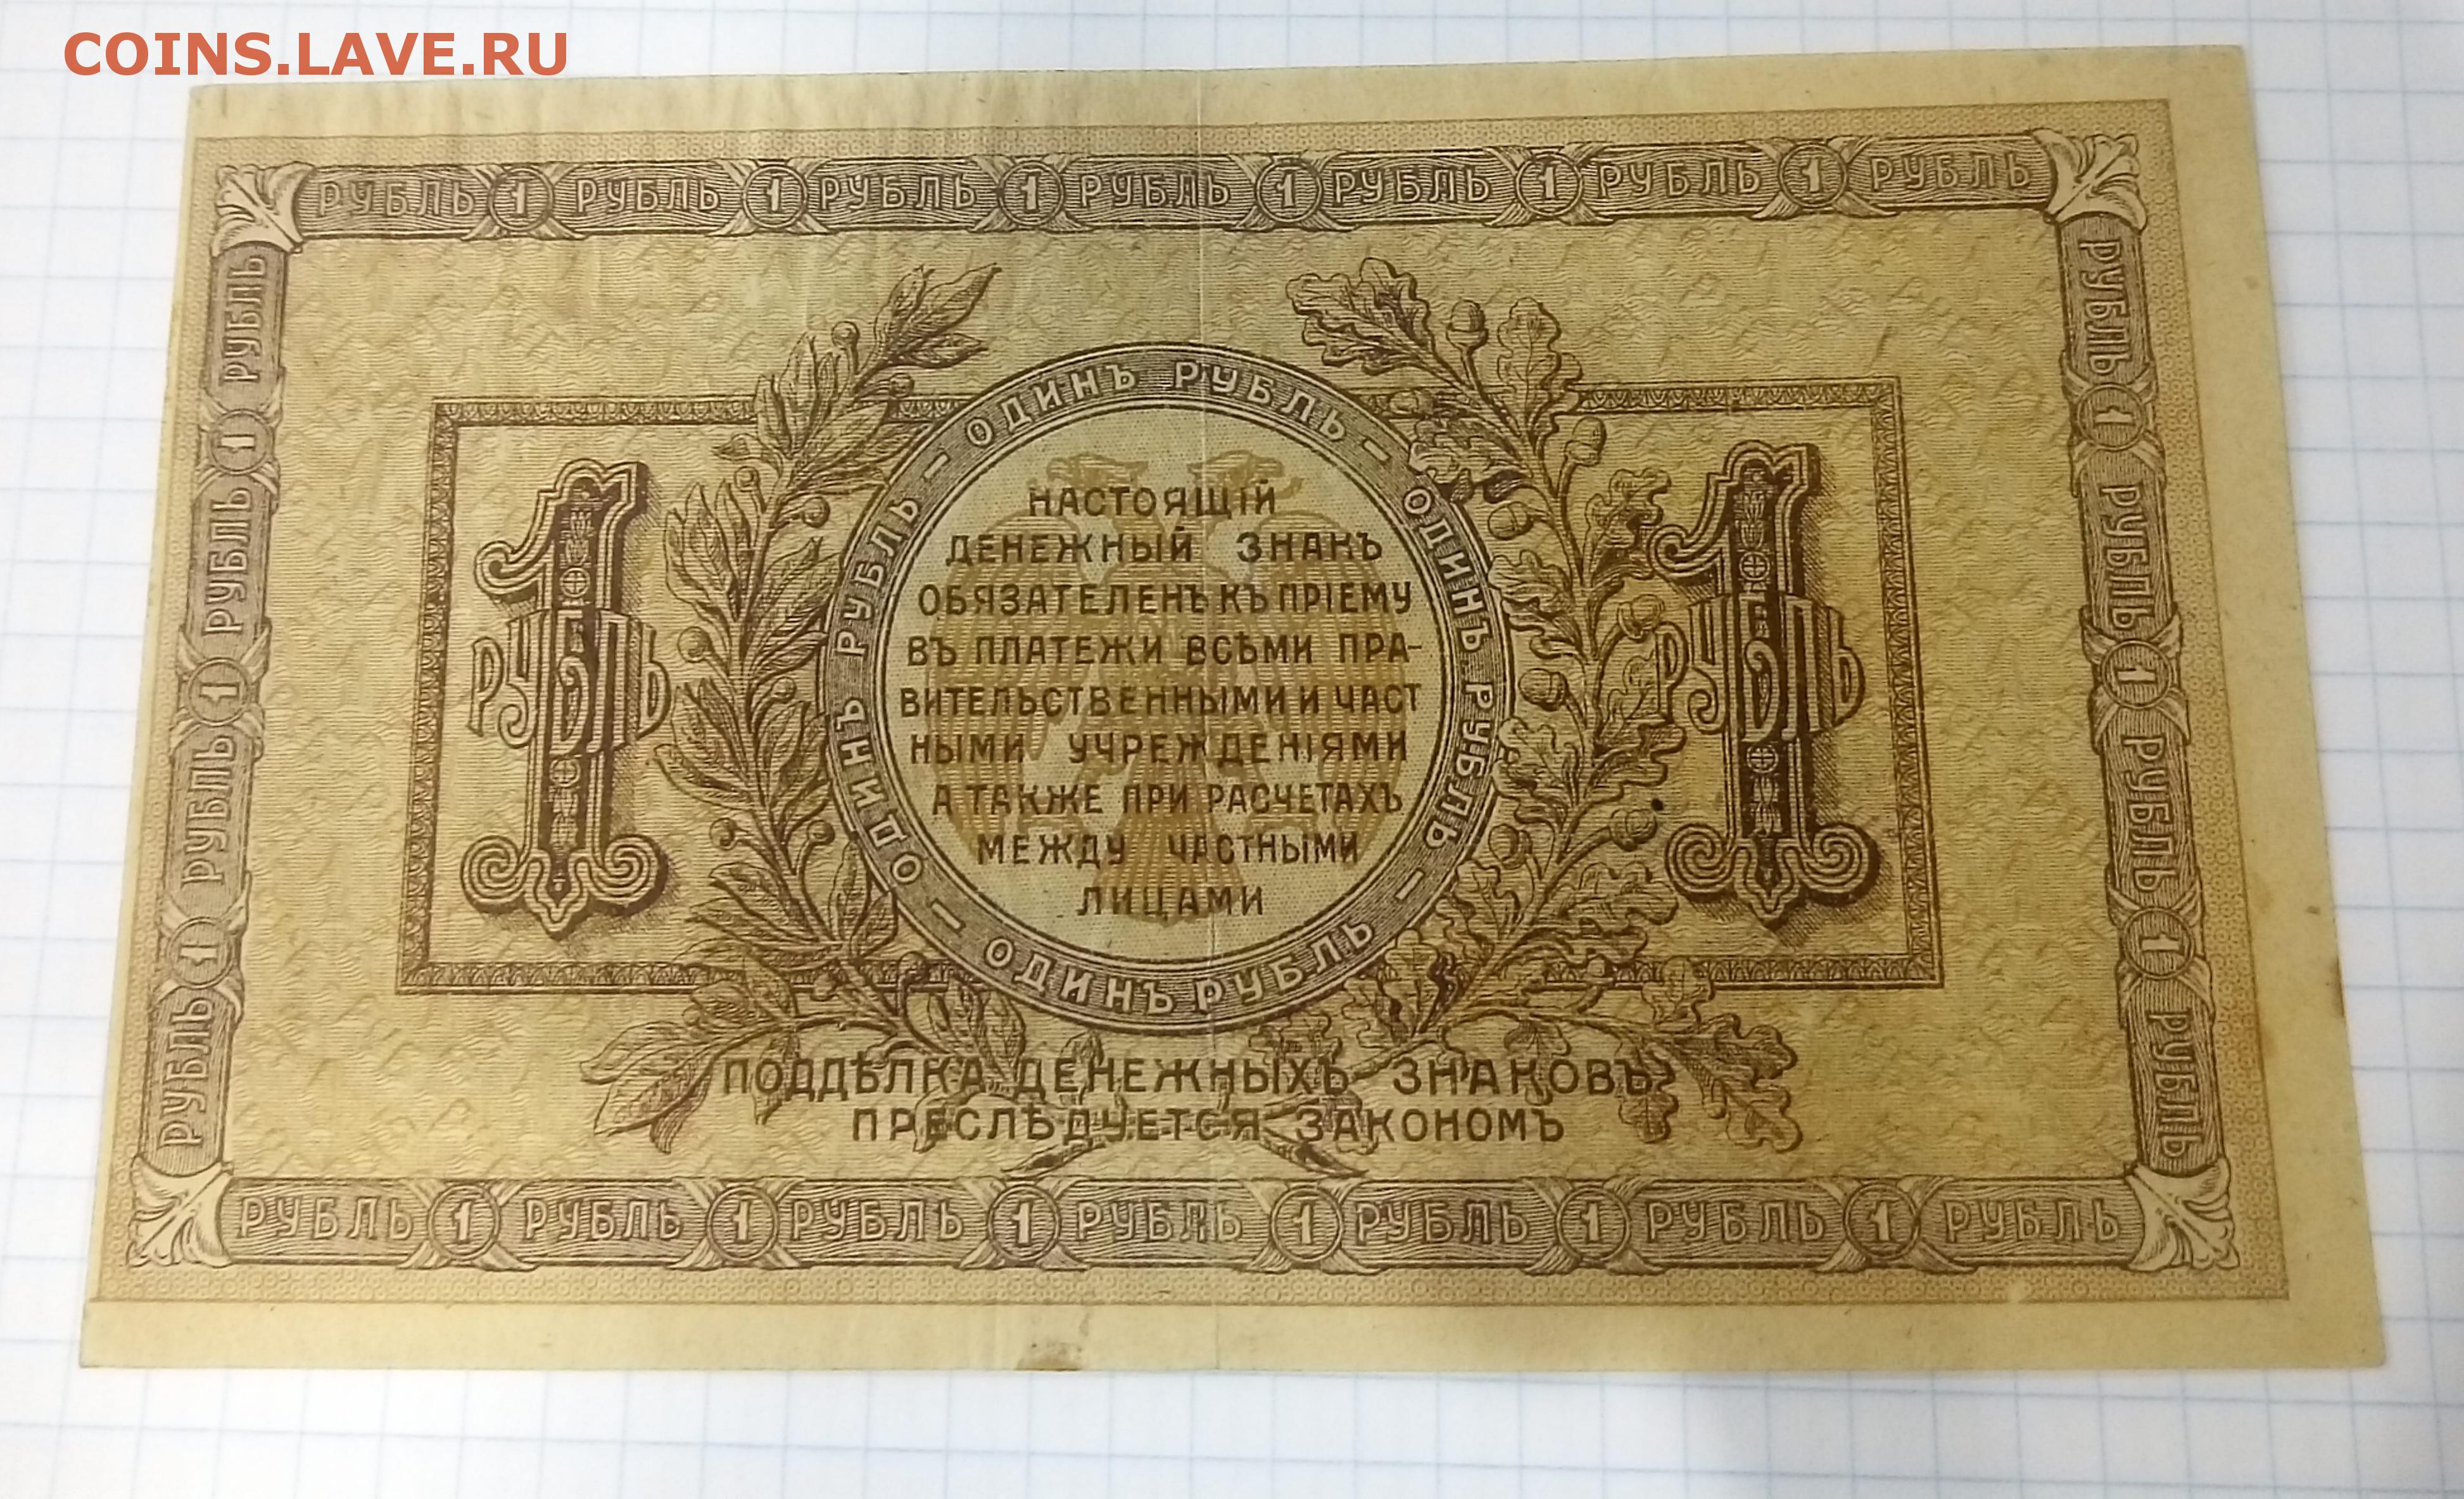 COINS.LAVE.RU
РУБЛЬ 1 РУБЛЬ 1 РУБЛЬ 1 РУБЛЬ 1 РУБЛЬ 1 РУБЛЬ 1 РУБЛЬ
РУБЛЬ 1 РУБЛЬ 1 РУБЛЬ 1 РУБЛЬ
РУБЛЬ 1 РУБЛЬ 1 РУБЛЬ 1 РУБЛЬ
ОДИНЪ РУБЛЬ – ОДИНЪ РУБЛЬ – ОДИНЪ РУБЛЬ – ОДИНЪ РУБЛЬ –
1
РУБЛЬ
НАСТОЯЩІЙ
ДЕНЕЖНЫЙ ЗНАКЪ
ОБЯЗАТЕЛЕНЪ КЪ ПРІЕМУ
ВЪ ПЛАТЕЖИ ВСѢМИ ПРА-
ВИТЕЛЬСТВЕННЫМИ И ЧАСТ
НЫМИ УЧРЕЖДЕНІЯМИ
А ТАКЖЕ ПРИ РАСЧЕТАХЪ
МЕЖДУ ЧАСТНЫМИ
ЛИЦАМИ
1
РУБЛЬ
ПОДДѢЛКА ДЕНЕЖНЫХЪ ЗНАКОВЪ
ПРЕСЛѢДУЕТСЯ ЗАКОНОМЪ
РУБЛЬ 1 РУБЛЬ 1 РУБЛЬ 1 РУБЛЬ 1 РУБЛЬ 1 РУБЛЬ 1 РУБЛЬ